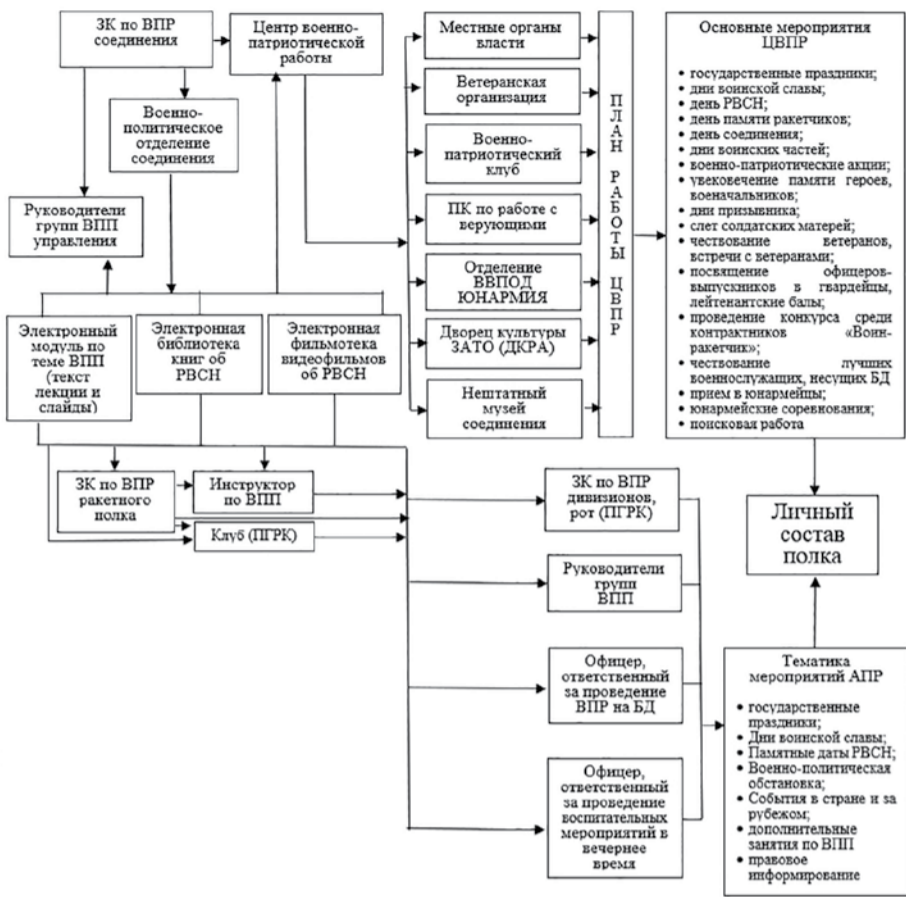 ЗК по ВПР
соединения
Центр военно-
патриотической
работы
Военно-
политическое
отделение
соединения
Руководители
групп ВПП
управления
Электронный
модуль по
теме ВПП
(текст
лекции и
слайды)
Электронная
библиотека
книг об
РВСН
Электронная
фильмотека
видеофильмов
об РВСН
Местные органы
власти
Ветеранская
организация
Военно-
патриотический
клуб
ПК по работе с
верующими
Отделение
ВВПОД
ЮНАРМИЯ
Дворец культуры
ЗАТО (ДКРА)
Нештатный
музей
соединения
ПЛАН РАБОТЫ ЦВПР
Основные мероприятия
ЦВПР
• государственные праздники;
• дни воинской славы;
• день РВСН;
• день памяти ракетчиков;
• день соединения;
• дни воинских частей;
• военно-патриотические акции;
• увековечение памяти героев,
военачальников;
• дни призывника;
• слет солдатских матерей;
• чествование ветеранов,
встречи с ветеранами;
• посвящение офицеров-
выпускников в гвардейцы,
лейтенантские балы;
• проведение конкурса среди
контрактников «Воин-
ракетчик»;
• чествование лучших
военнослужащих, несущих БД
• прием в юнармейцы;
• юнармейские соревнования;
• поисковая работа
ЗК по ВПР
ракетного
полка
Инструктор
по ВПП
Клуб (ПГРК)
ЗК по ВПР
дивизионов,
рот (ПГРК)
Руководители
групп
ВПП
Офицер,
ответственный
за проведение
ВПР на БД
Офицер,
ответственный
за проведение
воспитательных
мероприятий в
вечернее
время
Личный
состав
полка
Тематика
мероприятий АПР
• государственные
праздники;
• Дни воинской славы;
• Памятные даты РВСН;
• Военно-политическая
обстановка;
• События в стране и за
рубежом;
• дополнительные
занятия по ВПП
• правовое
информирование